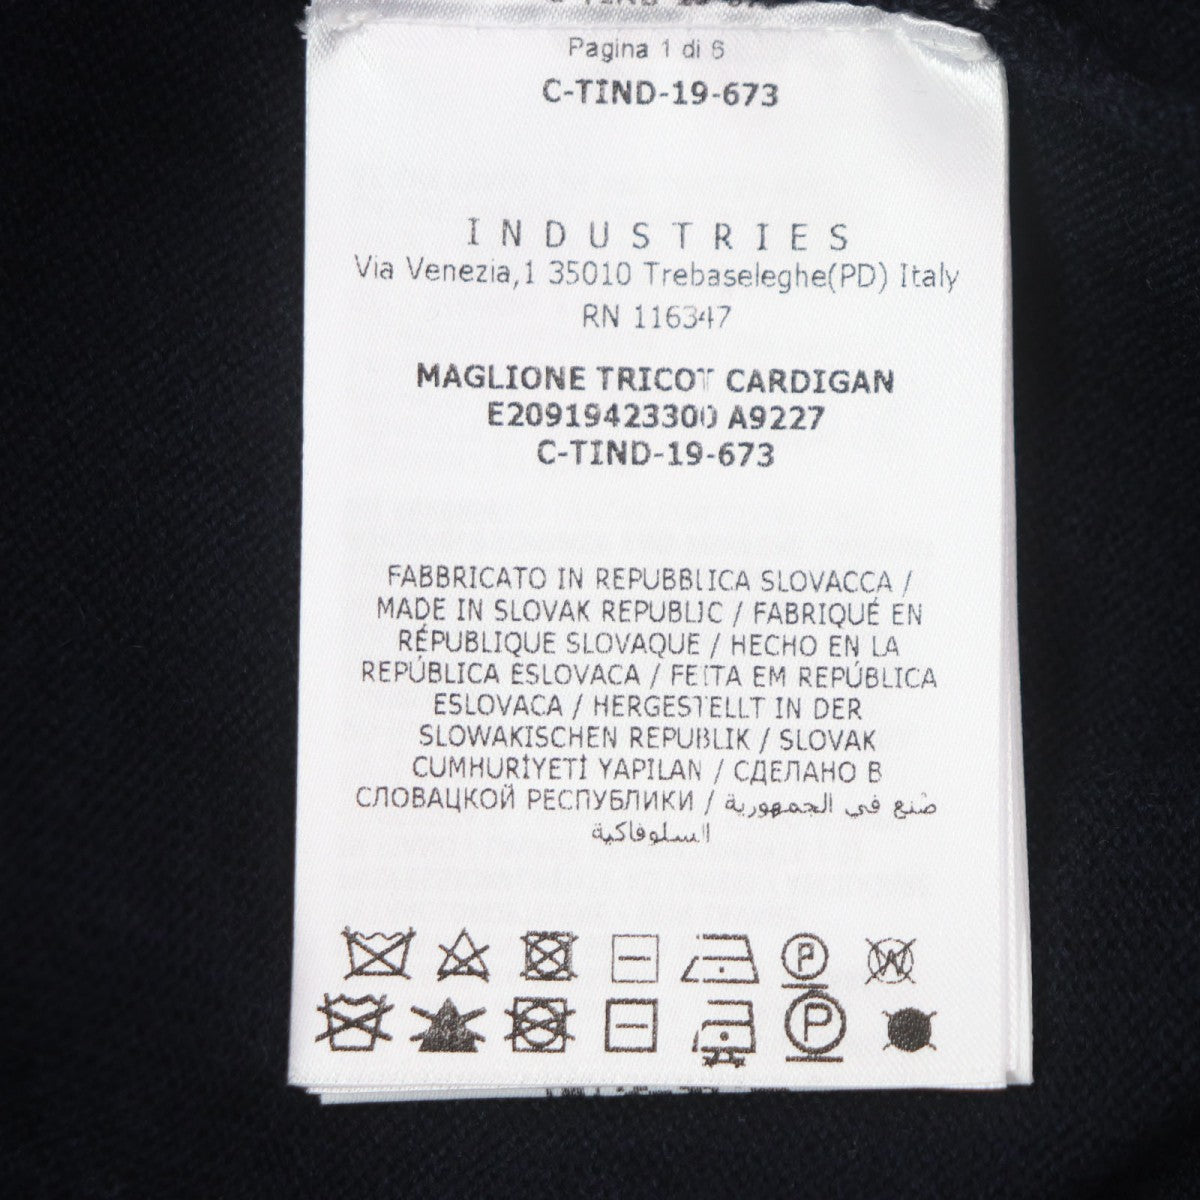 Pagina 1 di 6
C-TIND-19-673
INDUSTRIES
Via Venezia,1 35010 Trebaseleghe(PD) Italy
RN 116347
MAGLIONE TRICOT CARDIGAN
E20919423300 A9227
C-TIND-19-673
FABBRICATO IN REPUBBLICA SLOVACCA /
MADE IN SLOVAK REPUBLIC / FABRIQUÉ EN
RÉPUBLIQUE SLOVAQUE / HECHO EN LA
REPÚBLICA ESLOVACA / FEITA EM REPÚBLICA
ESLOVACA / HERGESTELLT IN DER
SLOWAKISCHEN REPUBLIK / SLOVAK
CUMHURİYETİ YAPILAN / СДЕЛАНО В
СЛОВАЦКОЙ РЕСПУБЛИКИ / صنع في الجمهورية
السلوفاكية
P W
P